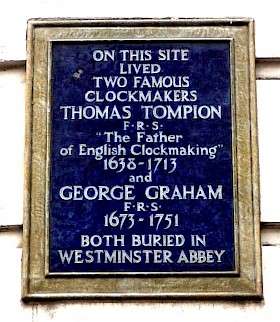 ON THIS SITE
LIVED
TWO FAMOUS
CLOCKMAKERS
THOMAS TOMPION
F·R·S·
"The Father
of English Clockmaking"
1638-1713
and
GEORGE GRAHAM
F·R·S·
1673-1751
BOTH BURIED IN
WESTMINSTER ABBEY